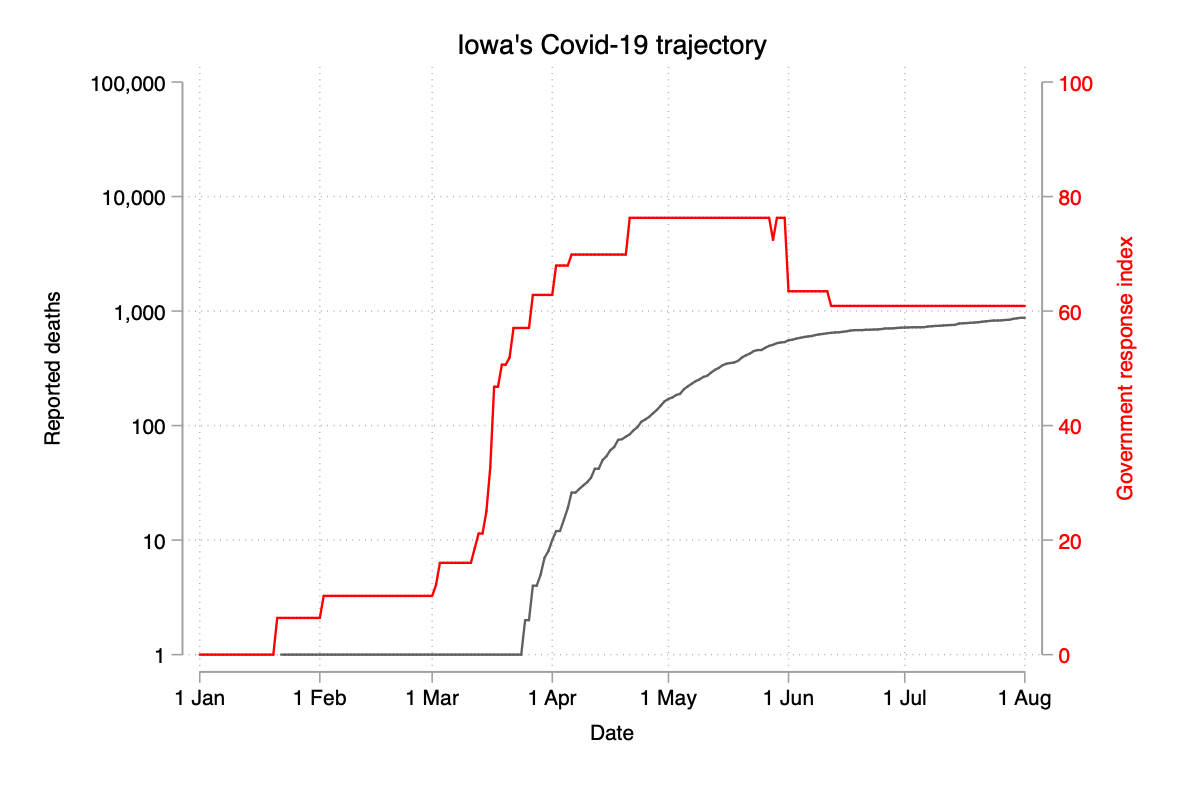 Iowa's Covid-19 trajectory
100,000
10,000
1,000
100
10
1
Reported deaths
100
80
60
40
20
0
Government response index
1 Jan 1 Feb 1 Mar 1 Apr 1 May 1 Jun 1 Jul 1 Aug
Date